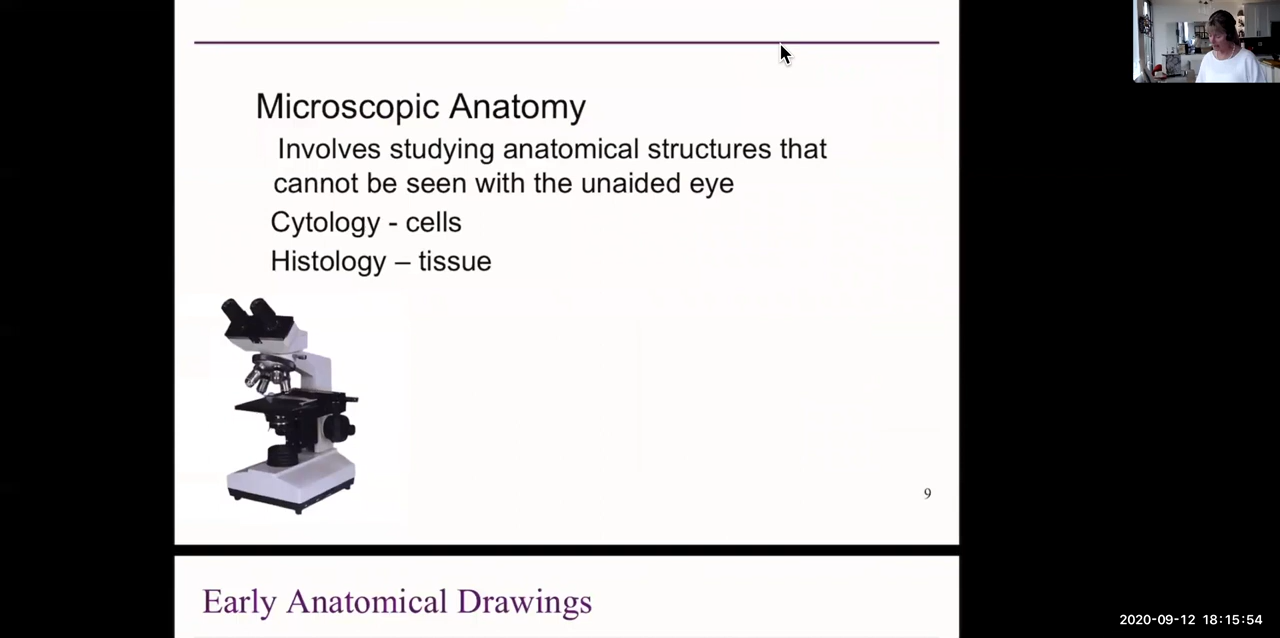 Microscopic Anatomy
Involves studying anatomical structures that
cannot be seen with the unaided eye
Cytology - cells
Histology – tissue
9
Early Anatomical Drawings
2020-09-12 18:15:54